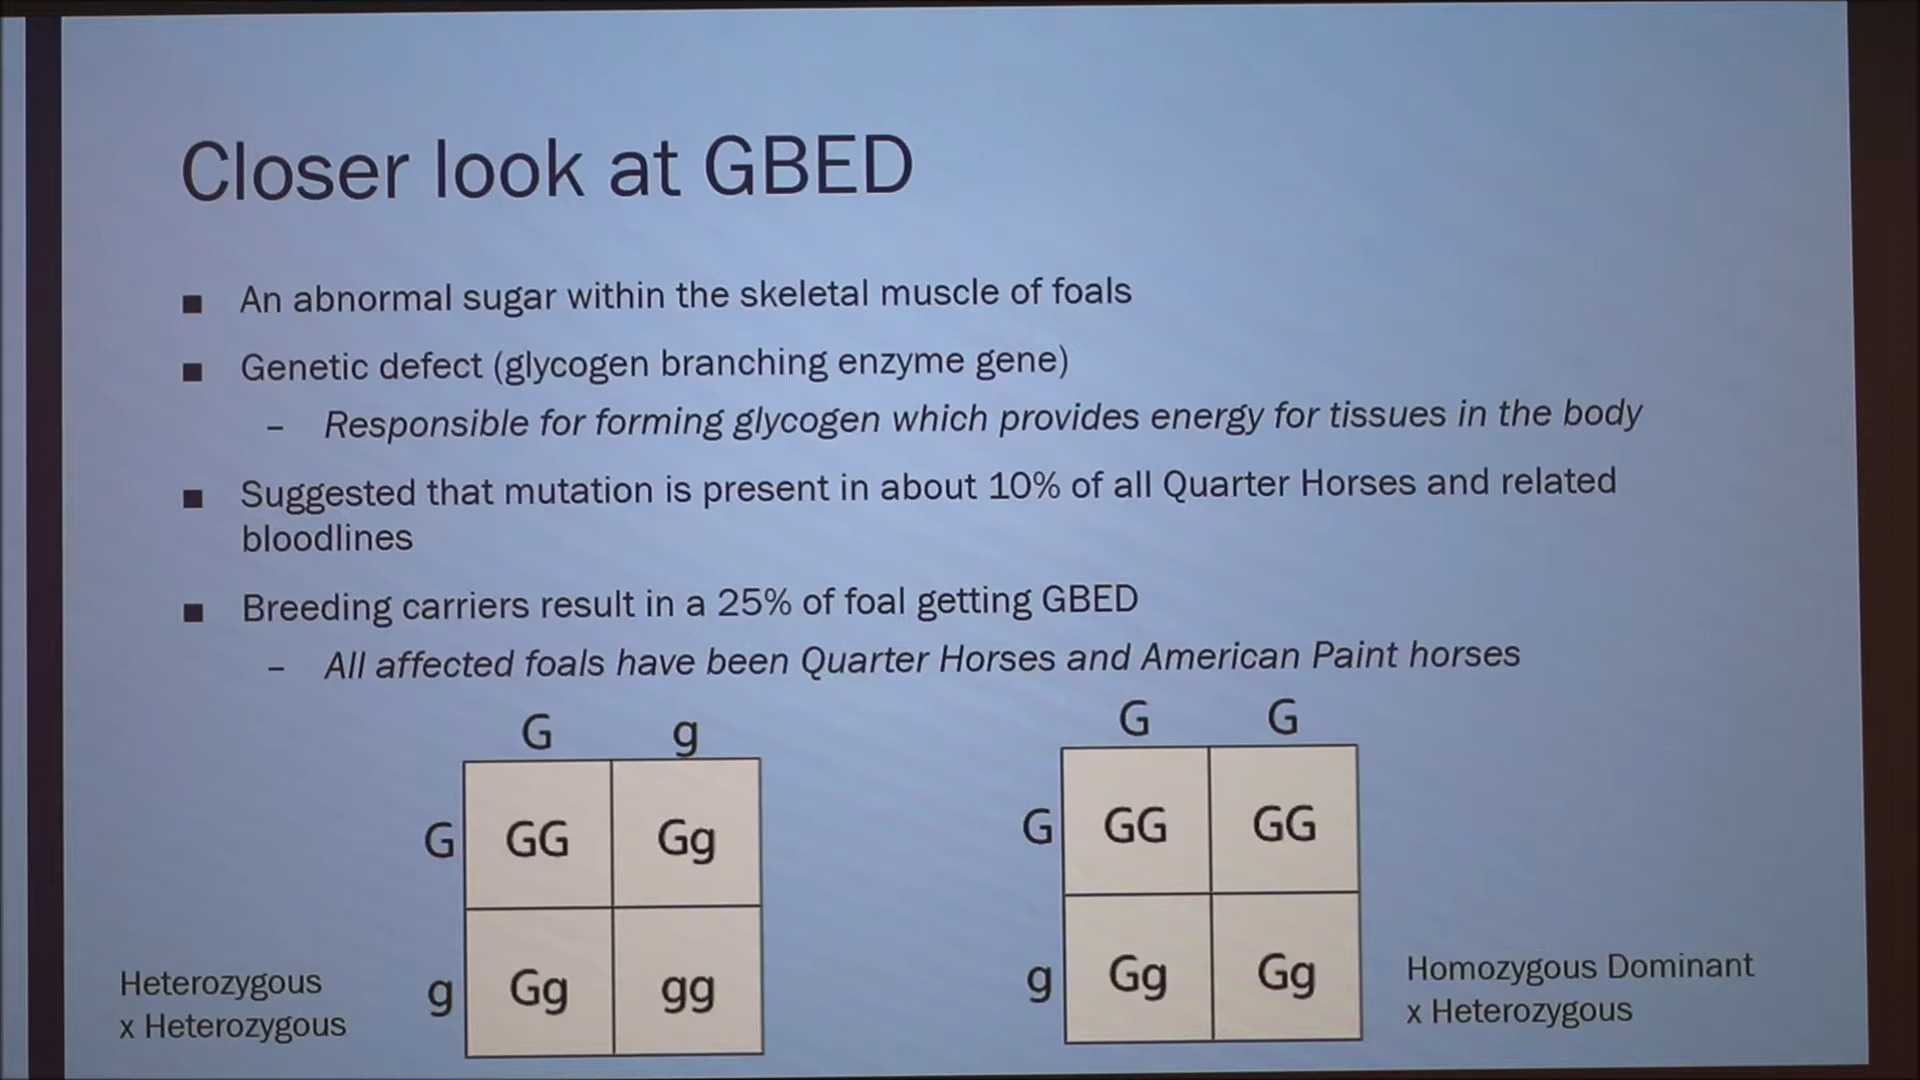 Closer look at GBED
■ An abnormal sugar within the skeletal muscle of foals
■ Genetic defect (glycogen branching enzyme gene)
– Responsible for forming glycogen which provides energy for tissues in the body
■ Suggested that mutation is present in about 10% of all Quarter Horses and related
bloodlines
■ Breeding carriers result in a 25% of foal getting GBED
– All affected foals have been Quarter Horses and American Paint horses
G g
G GG Gg
g Gg gg
Heterozygous
x Heterozygous
G G
G GG GG
g Gg Gg
Homozygous Dominant
x Heterozygous